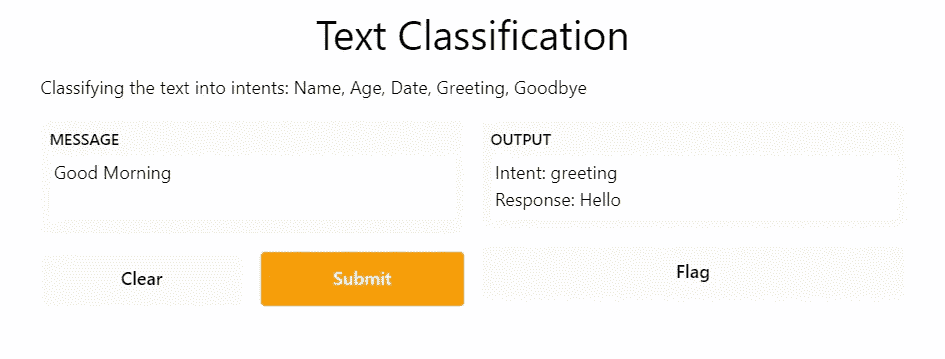 Text Classification
Classifying the text into intents: Name, Age, Date, Greeting, Goodbye
MESSAGE
Good Morning
OUTPUT
Intent: greeting
Response: Hello
Clear
Submit
Flag